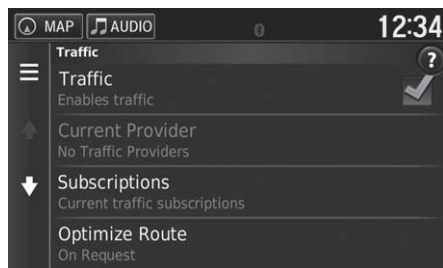 MAP AUDIO 12:34
Traffic
?
Traffic
Enables traffic
Current Provider
No Traffic Providers
Subscriptions
Current traffic subscriptions
Optimize Route
On Request